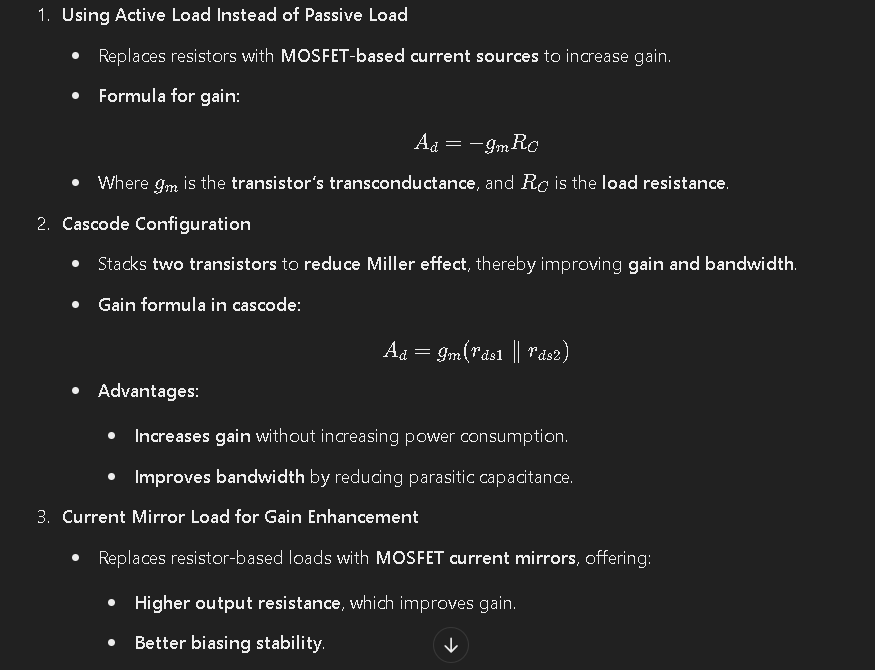 1. Using Active Load Instead of Passive Load
• Replaces resistors with MOSFET-based current sources to increase gain.
• Formula for gain:
A_d = −g_m R_C
• Where g_m is the transistor's transconductance, and R_C is the load resistance.
2. Cascode Configuration
• Stacks two transistors to reduce Miller effect, thereby improving gain and bandwidth.
• Gain formula in cascode:
A_d = g_m(r_ds1 ∥ r_ds2)
• Advantages:
• Increases gain without increasing power consumption.
• Improves bandwidth by reducing parasitic capacitance.
3. Current Mirror Load for Gain Enhancement
• Replaces resistor-based loads with MOSFET current mirrors, offering:
• Higher output resistance, which improves gain.
• Better biasing stability.